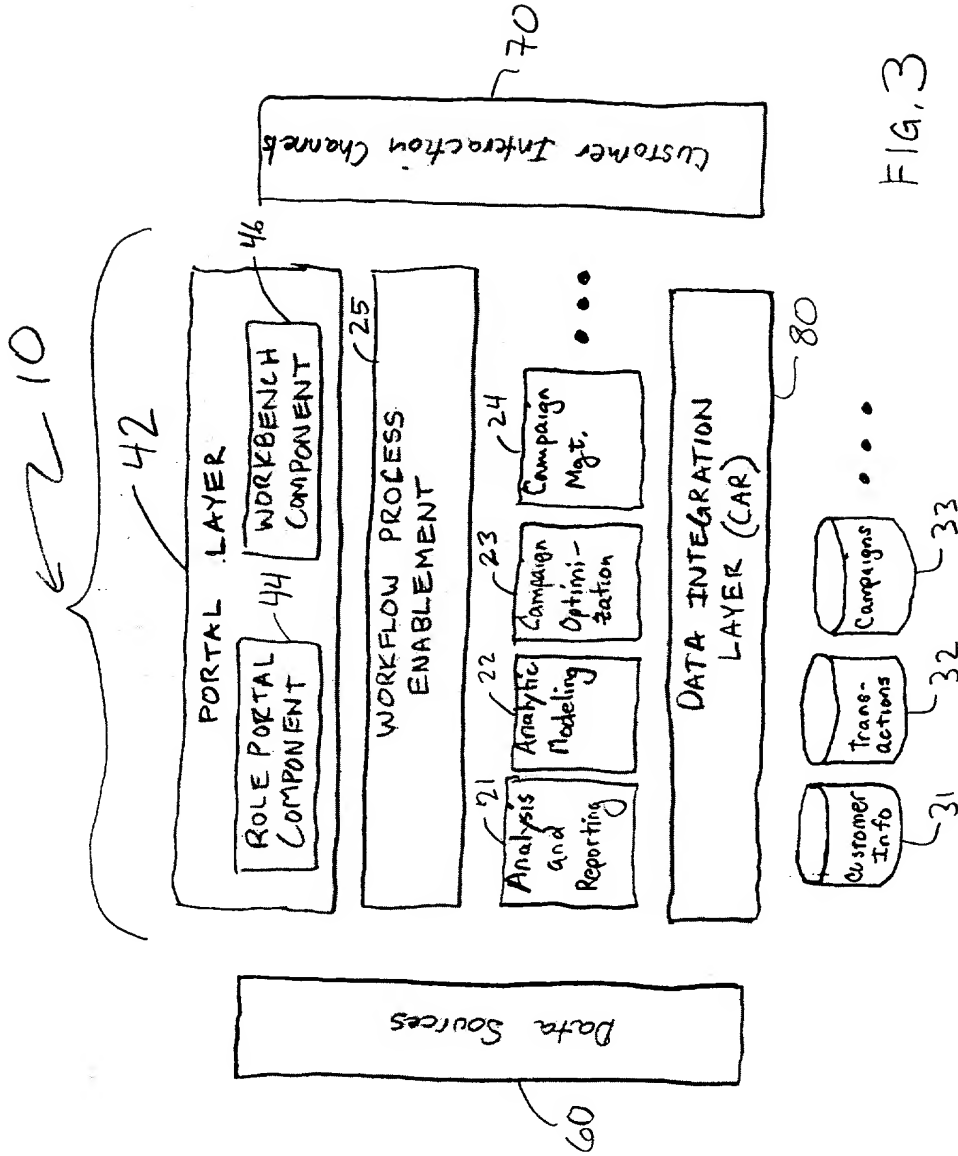 10
42
PORTAL LAYER
ROLE PORTAL
COMPONENT
44
WORKBENCH
COMPONENT
46
25
WORKFLOW PROCESS
ENABLEMENT
21
Analysis
and
Reporting
22
Analytic
Modeling
23
Campaign
Optimi-
zation
24
Campaign
Mgt.
DATA INTEGRATION
LAYER (CAR)
80
Customer
Info
31
Trans-
actions
32
Campaigns
33
Data Sources
60
Customer Interaction Channels
70
FIG. 3